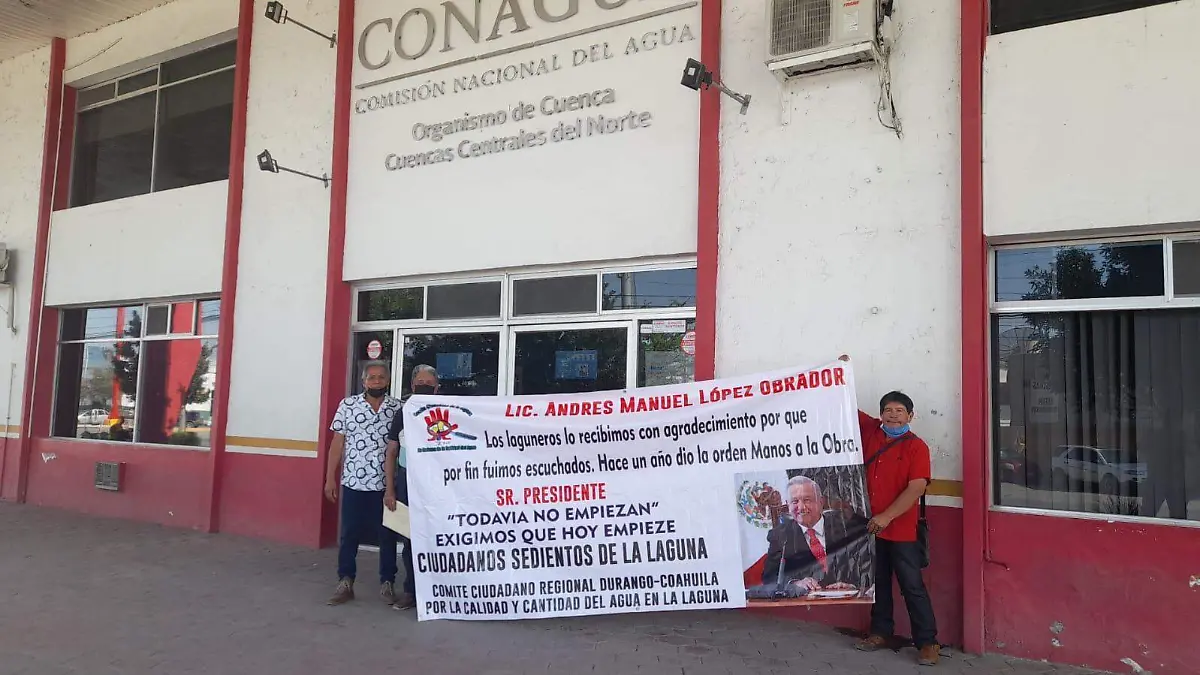 CONAGUA
COMISIÓN NACIONAL DEL AGUA
Organismo de Cuenca
Cuencas Centrales del Norte
LIC. ANDRES MANUEL LÓPEZ OBRADOR
Los laguneros lo recibimos con agradecimiento por que
por fin fuimos escuchados. Hace un año dio la orden Manos a la Obra.
SR. PRESIDENTE
"TODAVIA NO EMPIEZAN"
EXIGIMOS QUE HOY EMPIEZE
CIUDADANOS SEDIENTOS DE LA LAGUNA
COMITE CIUDADANO REGIONAL DURANGO-COAHUILA
POR LA CALIDAD Y CANTIDAD DEL AGUA EN LA LAGUNA